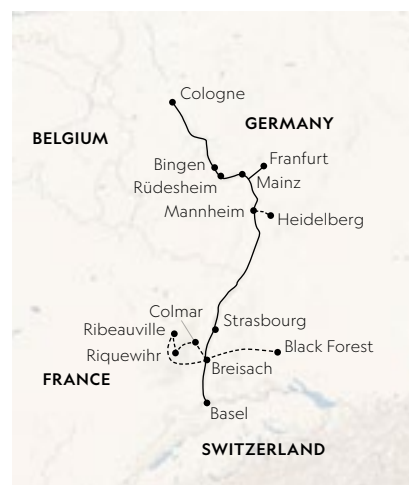 Cologne
BELGIUM
GERMANY
Bingen
Franfurt
Rüdesheim
Mainz
Mannheim
Heidelberg
Colmar
Ribeauville
Strasbourg
Riquewihr
Black Forest
Breisach
FRANCE
Basel
SWITZERLAND